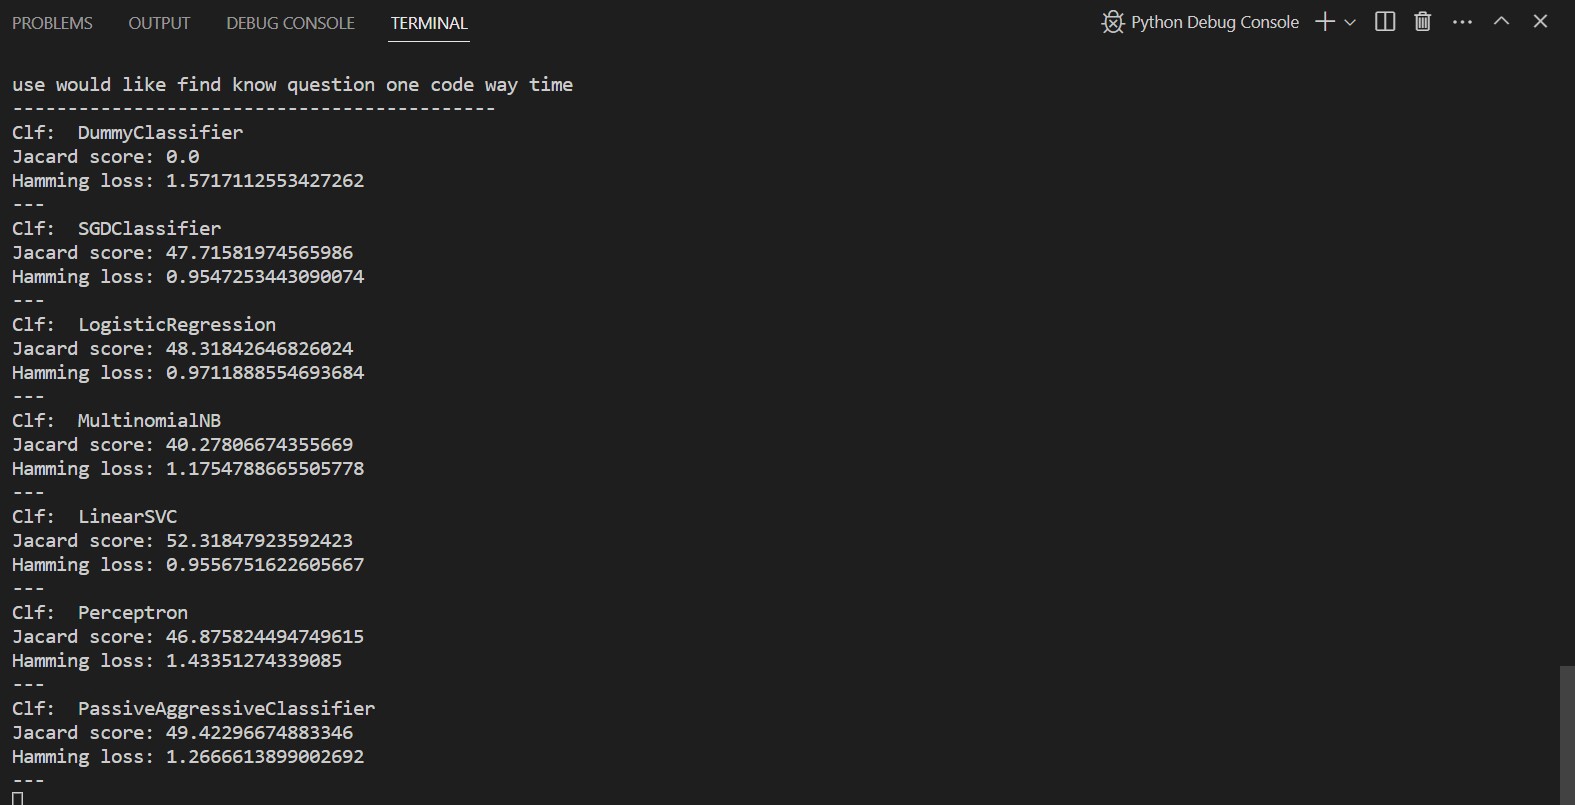 PROBLEMS OUTPUT DEBUG CONSOLE TERMINAL Python Debug Console
use would like find know question one code way time
--------------------------------------------
Clf:  DummyClassifier
Jacard score: 0.0
Hamming loss: 1.5717112553427262
---
Clf:  SGDClassifier
Jacard score: 47.71581974565986
Hamming loss: 0.9547253443090074
---
Clf:  LogisticRegression
Jacard score: 48.31842646826024
Hamming loss: 0.9711888554693684
---
Clf:  MultinomialNB
Jacard score: 40.27806674355669
Hamming loss: 1.1754788665505778
---
Clf:  LinearSVC
Jacard score: 52.31847923592423
Hamming loss: 0.9556751622605667
---
Clf:  Perceptron
Jacard score: 46.875824494749615
Hamming loss: 1.43351274339085
---
Clf:  PassiveAggressiveClassifier
Jacard score: 49.42296674883346
Hamming loss: 1.2666613899002692
---